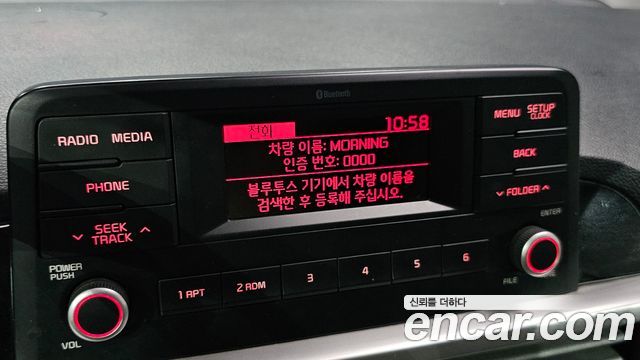 Bluetooth
전화 10:58
차량 이름: MORNING
인증 번호: 0000
블루투스 기기에서 차량 이름을
검색한 후 등록해 주십시오.
RADIO MEDIA
PHONE
SEEK
TRACK
POWER
PUSH
VOL
1 RPT 2 RDM 3 4 5 6
MENU SETUP
CLOCK
BACK
FOLDER
ENTER
FILE
신뢰를 더하다
encar.com